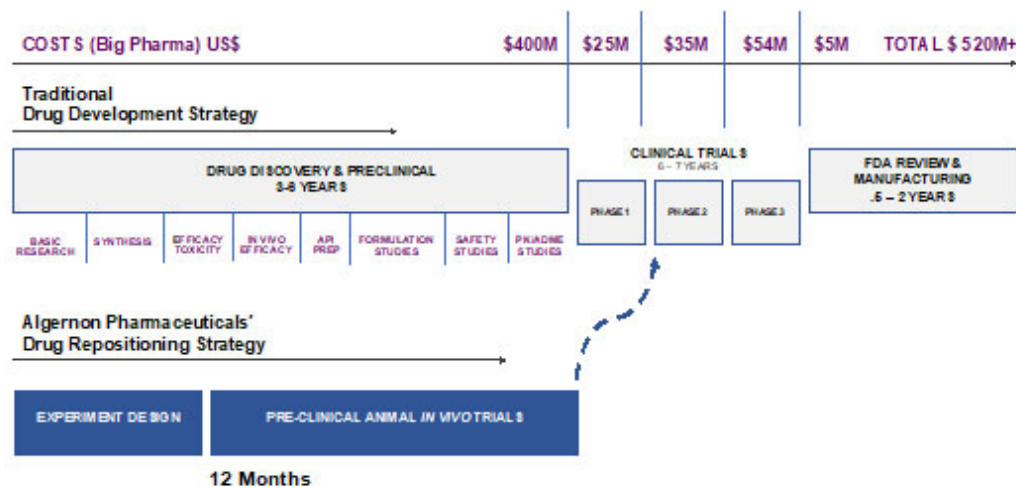 COSTS (Big Pharma) US$ $400M $25M $35M $54M $5M TOTAL $ 520M+
Traditional
Drug Development Strategy
DRUG DISCOVERY & PRECLINICAL
3-6 YEARS
CLINICAL TRIALS
6 – 7 YEARS
PHASE 1
PHASE 2
PHASE 3
FDA REVIEW &
MANUFACTURING
.5 – 2 YEARS
BASIC
RESEARCH
SYNTHESIS
EFFICACY
TOXICITY
IN VIVO
EFFICACY
API
PREP
FORMULATION
STUDIES
SAFETY
STUDIES
PK/ADME
STUDIES
Algernon Pharmaceuticals'
Drug Repositioning Strategy
EXPERIMENT DESIGN
PRE-CLINICAL ANIMAL IN VIVO TRIALS
12 Months